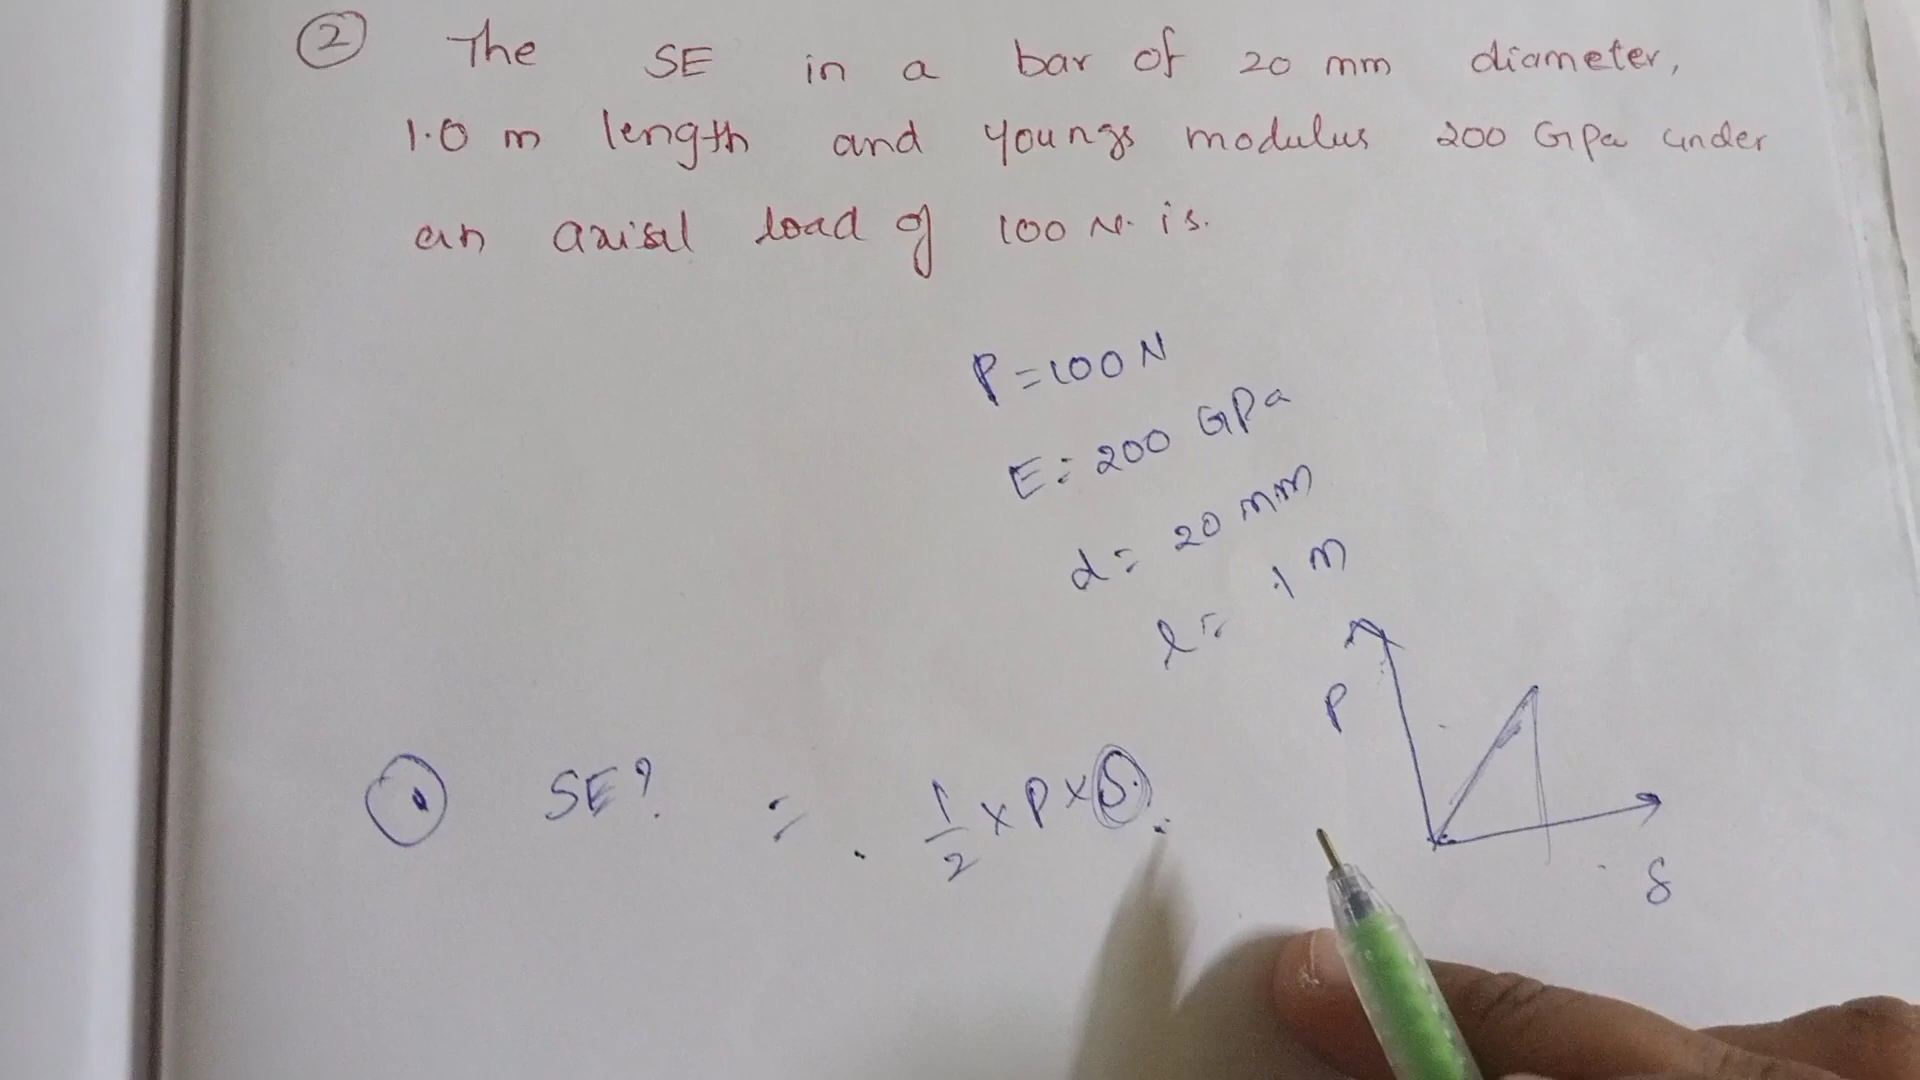 2 The SE in a bar of 20 mm diameter,
1.0 m length and youngs modulus 200 GPa under
an axial load of 100 N. is.
P = 100 N
E = 200 GPa
d = 20 mm
l = 1 m
P
SE? = 1/2 × P × δ
δ